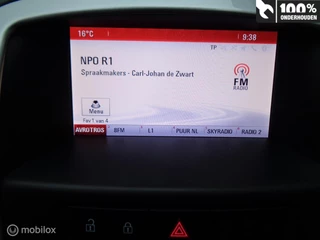 100%
ONDERHOUDEN
16°C
9:38
TP
NPO R1
Spraakmakers - Carl-Johan de Zwart
FM
RADIO
Menu
Fav 1 van 4
AVROTROS BFM L1 PUUR NL SKYRADIO RADIO 2
mobilox